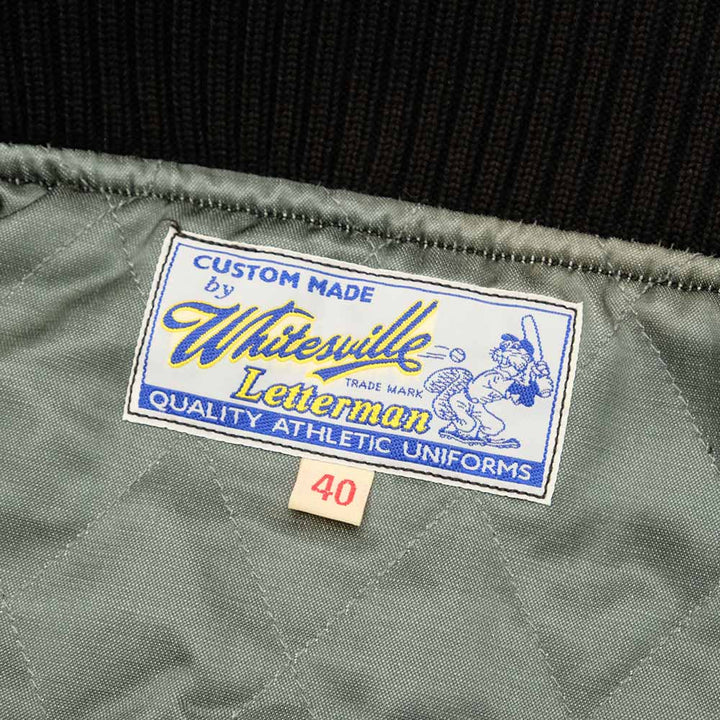 CUSTOM MADE
by
Whitesville
TRADE MARK
Letterman
QUALITY ATHLETIC UNIFORMS
40